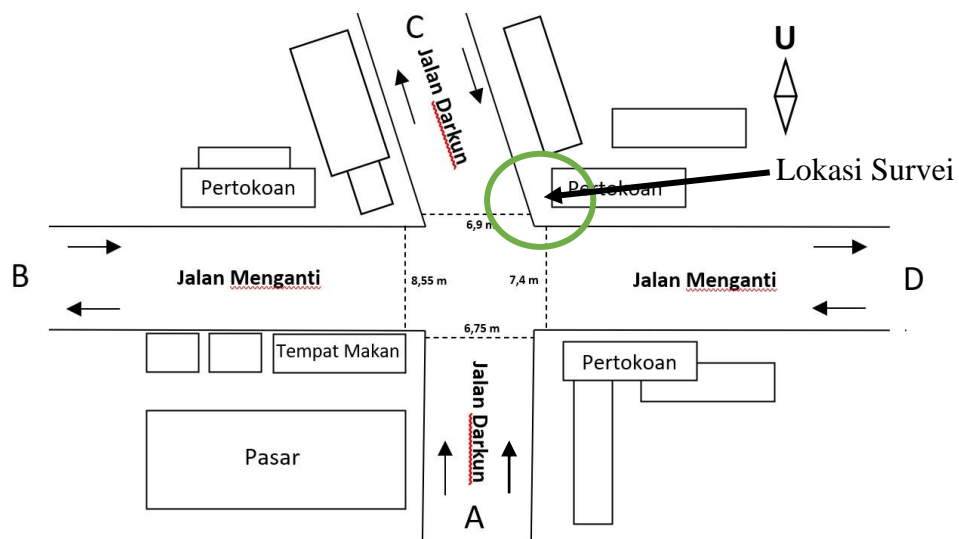 C
U
Jalan Darkun
Lokasi Survei
Pertokoan
Pertokoan
6,9 m
B
Jalan Menganti
8,55 m
7,4 m
Jalan Menganti
D
6,75 m
Tempat Makan
Pertokoan
Jalan Darkun
Pasar
A